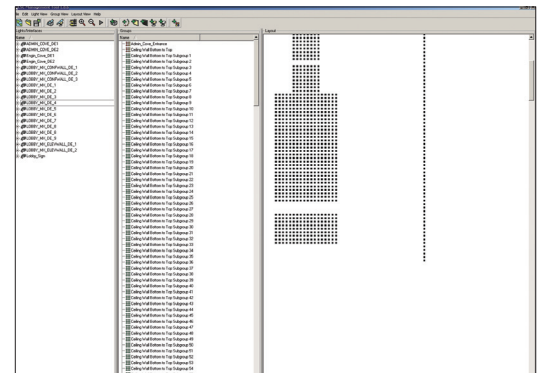 Edit Light View Group View Layout View Help
Lights/Interfaces
Groups
Layout
Name
Name
ADMIN_COVE_DE1
ADMIN_COVE_DE2
Engin_Cove_DE1
Engin_Cove_DE2
LOBBY_MX_CONFWALL_DE_1
LOBBY_MX_CONFWALL_DE_2
LOBBY_MX_CONFWALL_DE_3
LOBBY_MX_DE_1
LOBBY_MX_DE_2
LOBBY_MX_DE_3
LOBBY_MX_DE_4
LOBBY_MX_DE_5
LOBBY_MX_DE_6
LOBBY_MX_DE_7
LOBBY_MX_DE_8
LOBBY_MX_DE_9
LOBBY_MX_ELEVWALL_DE_1
LOBBY_MX_ELEVWALL_DE_2
Lobby_Sign
Admin_Cove_Entrance
Ceiling Wall Bottom to Top
Ceiling Wall Bottom to Top Subgroup 1
Ceiling Wall Bottom to Top Subgroup 2
Ceiling Wall Bottom to Top Subgroup 3
Ceiling Wall Bottom to Top Subgroup 4
Ceiling Wall Bottom to Top Subgroup 5
Ceiling Wall Bottom to Top Subgroup 6
Ceiling Wall Bottom to Top Subgroup 7
Ceiling Wall Bottom to Top Subgroup 8
Ceiling Wall Bottom to Top Subgroup 9
Ceiling Wall Bottom to Top Subgroup 10
Ceiling Wall Bottom to Top Subgroup 11
Ceiling Wall Bottom to Top Subgroup 12
Ceiling Wall Bottom to Top Subgroup 13
Ceiling Wall Bottom to Top Subgroup 14
Ceiling Wall Bottom to Top Subgroup 15
Ceiling Wall Bottom to Top Subgroup 16
Ceiling Wall Bottom to Top Subgroup 17
Ceiling Wall Bottom to Top Subgroup 18
Ceiling Wall Bottom to Top Subgroup 19
Ceiling Wall Bottom to Top Subgroup 20
Ceiling Wall Bottom to Top Subgroup 21
Ceiling Wall Bottom to Top Subgroup 22
Ceiling Wall Bottom to Top Subgroup 23
Ceiling Wall Bottom to Top Subgroup 24
Ceiling Wall Bottom to Top Subgroup 25
Ceiling Wall Bottom to Top Subgroup 26
Ceiling Wall Bottom to Top Subgroup 27
Ceiling Wall Bottom to Top Subgroup 28
Ceiling Wall Bottom to Top Subgroup 29
Ceiling Wall Bottom to Top Subgroup 30
Ceiling Wall Bottom to Top Subgroup 31
Ceiling Wall Bottom to Top Subgroup 32
Ceiling Wall Bottom to Top Subgroup 33
Ceiling Wall Bottom to Top Subgroup 34
Ceiling Wall Bottom to Top Subgroup 35
Ceiling Wall Bottom to Top Subgroup 36
Ceiling Wall Bottom to Top Subgroup 37
Ceiling Wall Bottom to Top Subgroup 38
Ceiling Wall Bottom to Top Subgroup 39
Ceiling Wall Bottom to Top Subgroup 40
Ceiling Wall Bottom to Top Subgroup 41
Ceiling Wall Bottom to Top Subgroup 42
Ceiling Wall Bottom to Top Subgroup 43
Ceiling Wall Bottom to Top Subgroup 44
Ceiling Wall Bottom to Top Subgroup 45
Ceiling Wall Bottom to Top Subgroup 46
Ceiling Wall Bottom to Top Subgroup 47
Ceiling Wall Bottom to Top Subgroup 48
Ceiling Wall Bottom to Top Subgroup 49
Ceiling Wall Bottom to Top Subgroup 50
Ceiling Wall Bottom to Top Subgroup 51
Ceiling Wall Bottom to Top Subgroup 52
Ceiling Wall Bottom to Top Subgroup 53
Ceiling Wall Bottom to Top Subgroup 54